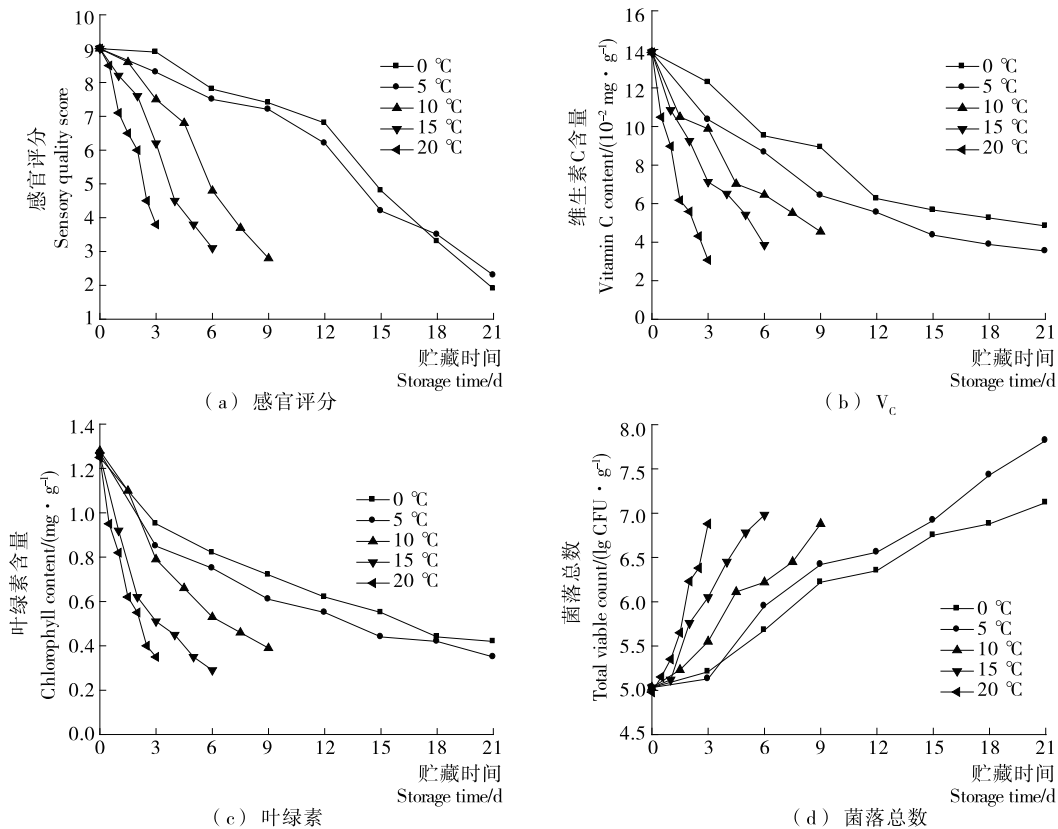 感官评分
Sensory quality score
10
9
8
7
6
5
4
3
2
1
0 ℃
5 ℃
10 ℃
15 ℃
20 ℃
0 3 6 9 12 15 18 21
贮藏时间
Storage time/d
(a) 感官评分
维生素C含量
Vitamin C content/(10⁻² mg·g⁻¹)
16
14
12
10
8
6
4
2
0
0 ℃
5 ℃
10 ℃
15 ℃
20 ℃
0 3 6 9 12 15 18 21
贮藏时间
Storage time/d
(b) V_C
叶绿素含量
Chlorophyll content/(mg·g⁻¹)
1.4
1.2
1.0
0.8
0.6
0.4
0.2
0.0
0 ℃
5 ℃
10 ℃
15 ℃
20 ℃
0 3 6 9 12 15 18 21
贮藏时间
Storage time/d
(c) 叶绿素
菌落总数
Total viable count/(lg CFU·g⁻¹)
8.0
7.5
7.0
6.5
6.0
5.5
5.0
4.5
0 ℃
5 ℃
10 ℃
15 ℃
20 ℃
0 3 6 9 12 15 18 21
贮藏时间
Storage time/d
(d) 菌落总数